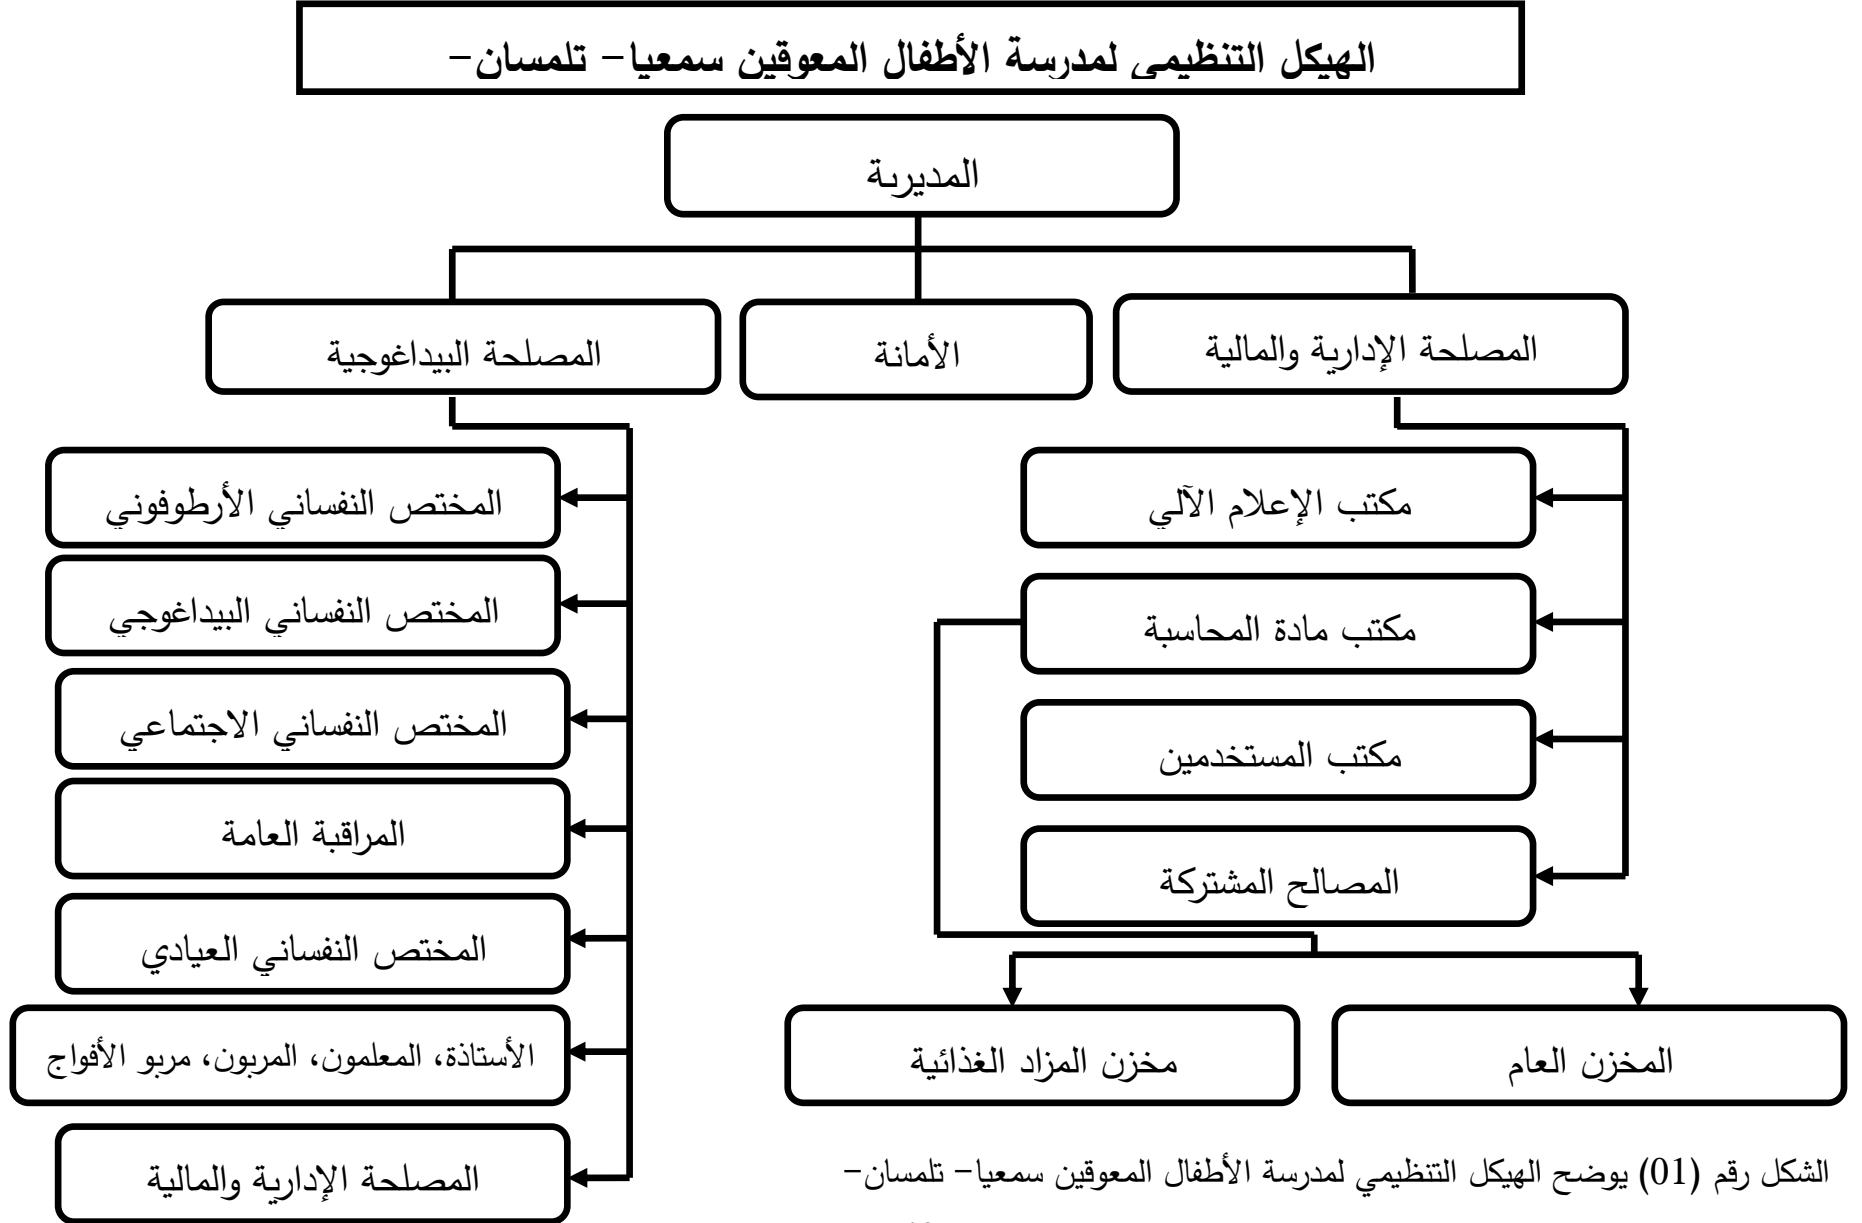 الهيكل التنظيمي لمدرسة الأطفال المعوقين سمعيا- تلمسان-
المديرية
المصلحة الإدارية والمالية
الأمانة
المصلحة البيداغوجية
مكتب الإعلام الآلي
مكتب مادة المحاسبة
مكتب المستخدمين
المصالح المشتركة
المخزن العام
مخزن المزاد الغذائية
المختص النفساني الأرطوفوني
المختص النفساني البيداغوجي
المختص النفساني الاجتماعي
المراقبة العامة
المختص النفساني العيادي
الأستاذة، المعلمون، المربون، مربو الأفواج
المصلحة الإدارية والمالية
الشكل رقم (01) يوضح الهيكل التنظيمي لمدرسة الأطفال المعوقين سمعيا- تلمسان-